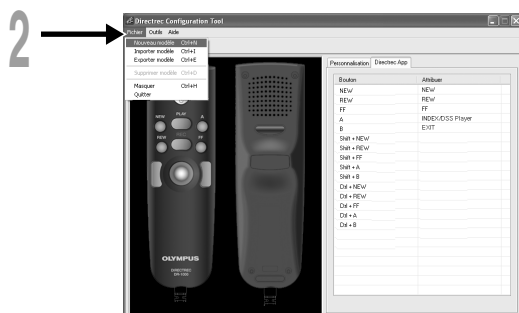 2
Directrec Configuration Tool
Fichier Outils Aide
Nouveau modèle Ctrl+N
Importer modèle Ctrl+I
Exporter modèle Ctrl+E
Supprimer modèle Ctrl+D
Masquer Ctrl+H
Quitter
Personnalisation Directrec App
Bouton Attribuer
NEW NEW
REW REW
FF FF
A INDEX/DSS Player
B EXIT
Shift + NEW
Shift + REW
Shift + FF
Shift + A
Shift + B
Ctrl + NEW
Ctrl + REW
Ctrl + FF
Ctrl + A
Ctrl + B
NEW PLAY A
REW REC FF
OLYMPUS
DIRECTREC